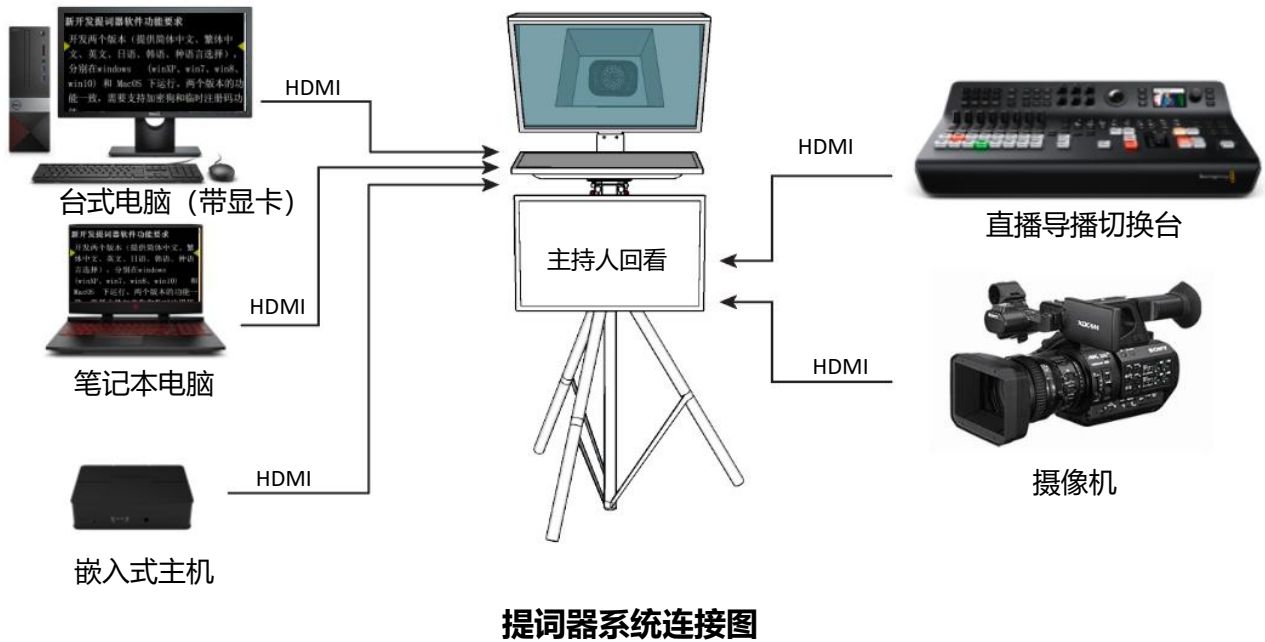 新开发提词器软件功能要求
开发两个版本（提供简体中文、繁体中
文、英文、日语、韩语、种语言选择），
分别在windows （winXP、win7、win8、
win10）和 MacOS 下运行，两个版本的功
能一致，需要支持加密狗和临时注册码功
HDMI
台式电脑（带显卡）
新开发提词器软件功能要求
开发两个版本（提供简体中文、繁
体中文、英文、日语、韩语、种语
言选择），分别在windows
（winXP、win7、win8、win10） 和
MacOS 下运行，两个版本的功能一
HDMI
笔记本电脑
HDMI
嵌入式主机
主持人回看
HDMI
直播导播切换台
HDMI
XDCAM
SONY
摄像机
提词器系统连接图